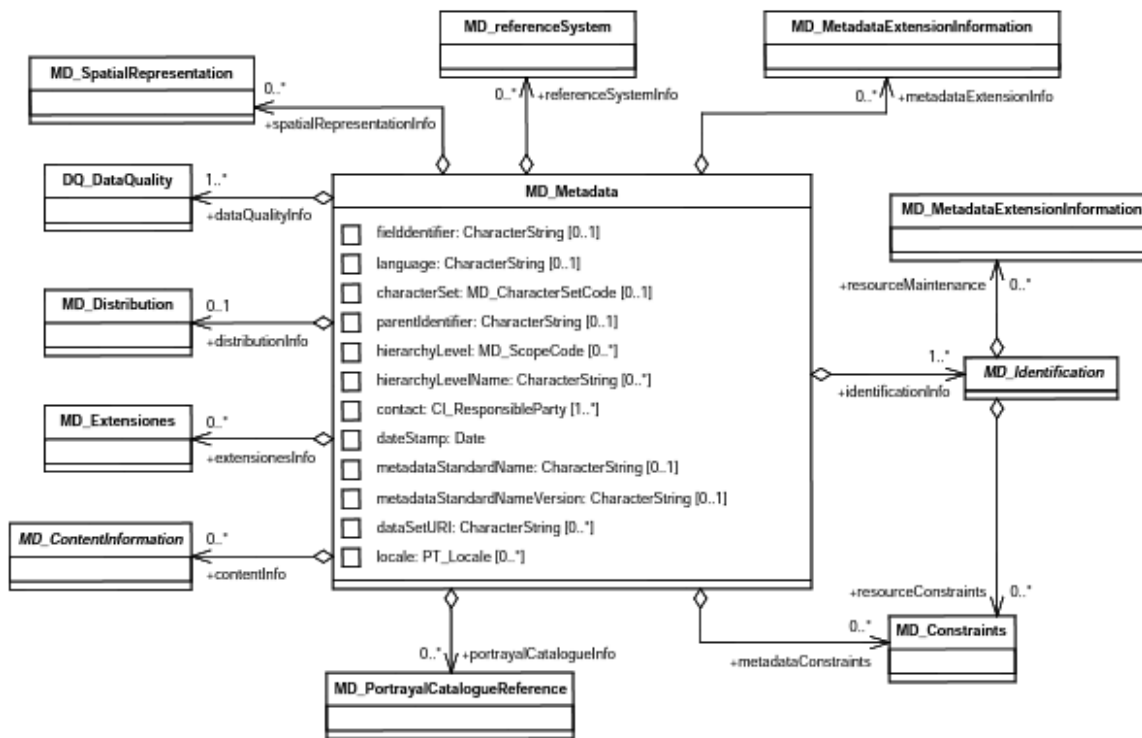 MD_referenceSystem
MD_MetadataExtensionInformation
MD_SpatialRepresentation
0..*
+spatialRepresentationInfo
0..*
+referenceSystemInfo
0..*
+metadataExtensionInfo
DQ_DataQuality
1..*
+dataQualityInfo
MD_Distribution
0..1
+distributionInfo
MD_Extensiones
0..*
+extensionesInfo
MD_ContentInformation
0..*
+contentInfo
MD_Metadata
fielddentifier: CharacterString [0..1]
language: CharacterString [0..1]
characterSet: MD_CharacterSetCode [0..1]
parentIdentifier: CharacterString [0..1]
hierarchyLevel: MD_ScopeCode [0..*]
hierarchyLevelName: CharacterString [0..*]
contact: CI_ResponsibleParty [1..*]
dateStamp: Date
metadataStandardName: CharacterString [0..1]
metadataStandardNameVersion: CharacterString [0..1]
dataSetURI: CharacterString [0..*]
locale: PT_Locale [0..*]
MD_MetadataExtensionInformation
+resourceMaintenance
0..*
1..*
+identificationInfo
MD_Identification
+resourceConstraints
0..*
0..*
+metadataConstraints
MD_Constraints
0..*
+portrayalCatalogueInfo
MD_PortrayalCatalogueReference